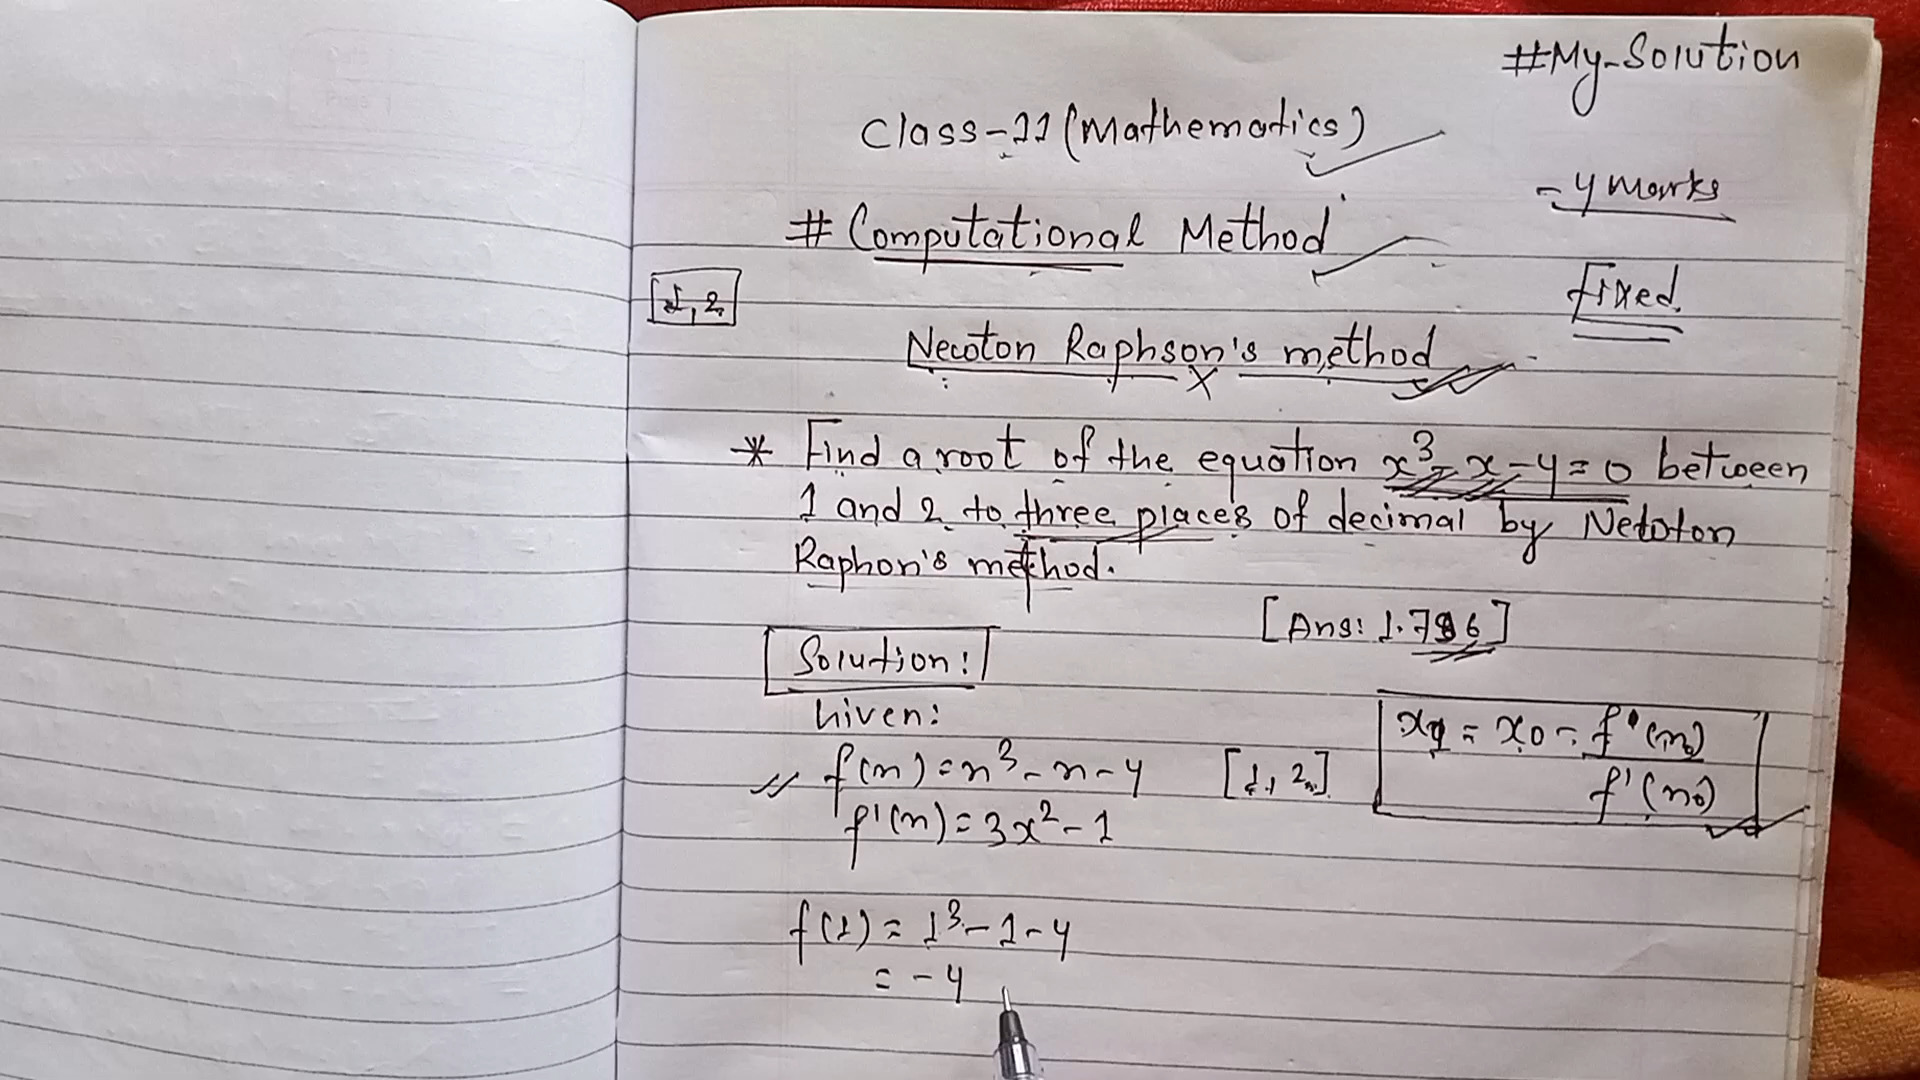 #My-Solution
Class-11 (Mathematics)
- 4 marks
# Computational Method
Fixed.
[1, 2]
Newton Raphson's method
* Find a root of the equation x³-x-4=0 between
1 and 2 to three places of decimal by Newton
Raphon's method.
[Ans: 1.796]
Solution:
Given:
x1 = x0 - f(x0) / f'(x0)
f(x) = x³-x-4 [1, 2]
f'(x) = 3x²-1
f(1) = 1³-1-4
= -4